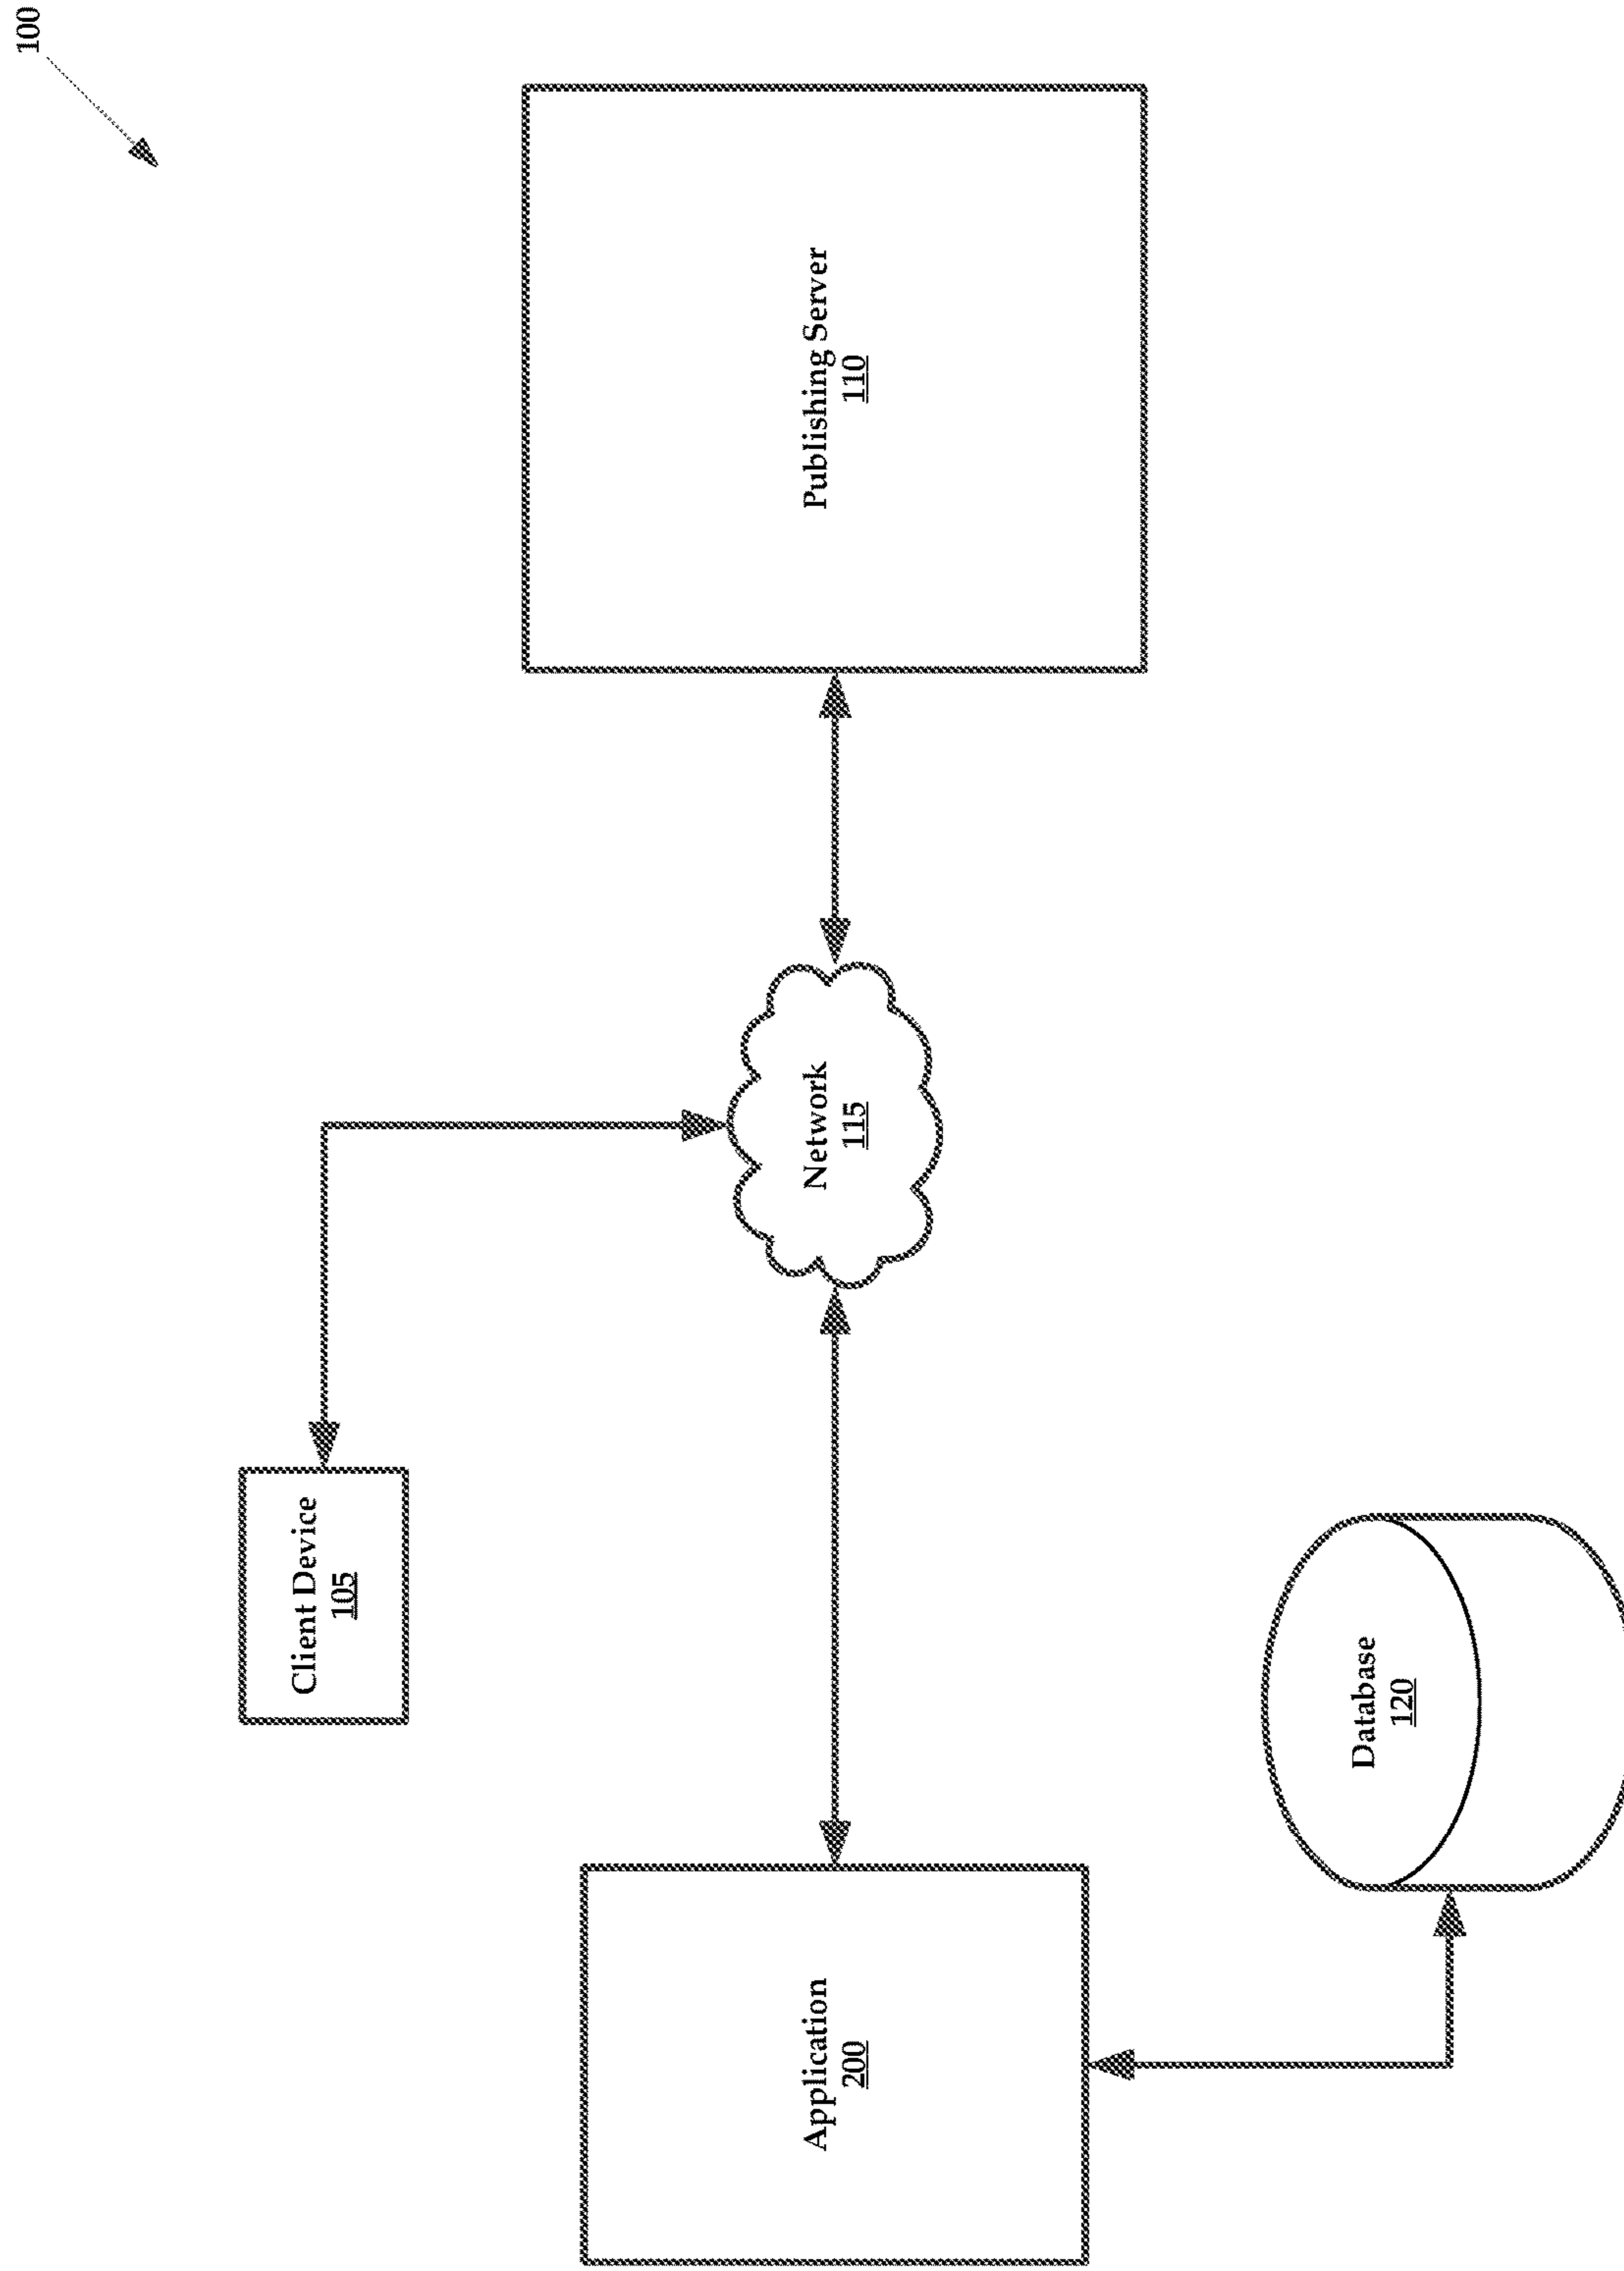 100
Client Device
105
Application
200
Network
115
Publishing Server
110
Database
120